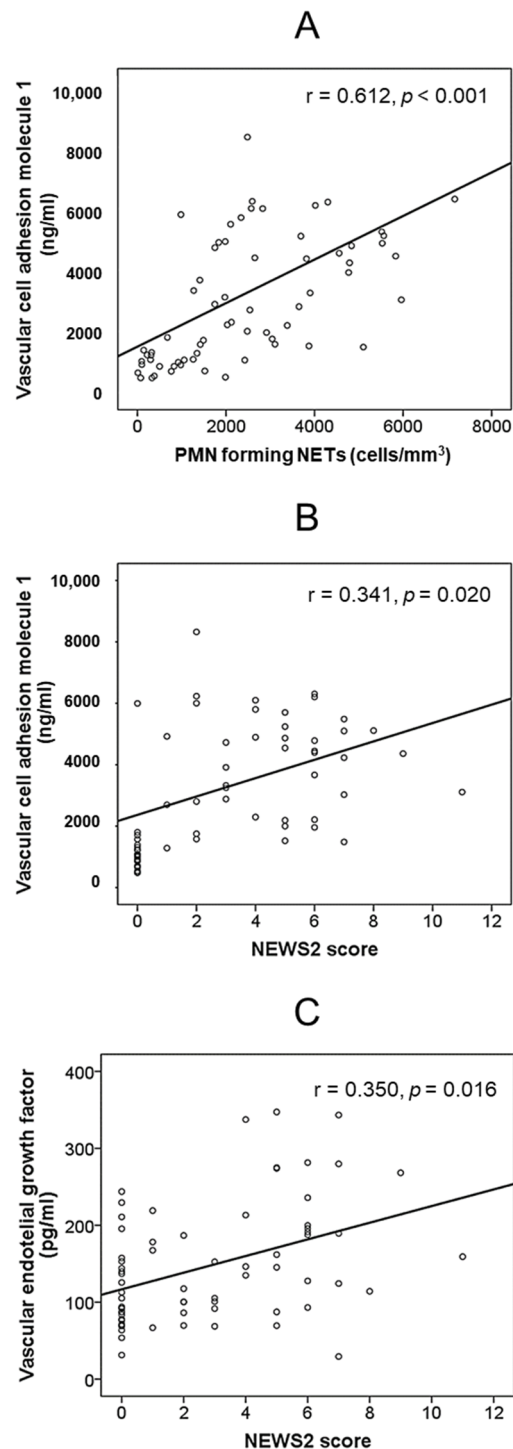 A
r = 0.612, p < 0.001
Vascular cell adhesion molecule 1
(ng/ml)
10,000
8000
6000
4000
2000
0
0 2000 4000 6000 8000
PMN forming NETs (cells/mm³)
B
r = 0.341, p = 0.020
Vascular cell adhesion molecule 1
(ng/ml)
10,000
8000
6000
4000
2000
0
0 2 4 6 8 10 12
NEWS2 score
C
r = 0.350, p = 0.016
Vascular endotelial growth factor
(pg/ml)
400
300
200
100
0
0 2 4 6 8 10 12
NEWS2 score